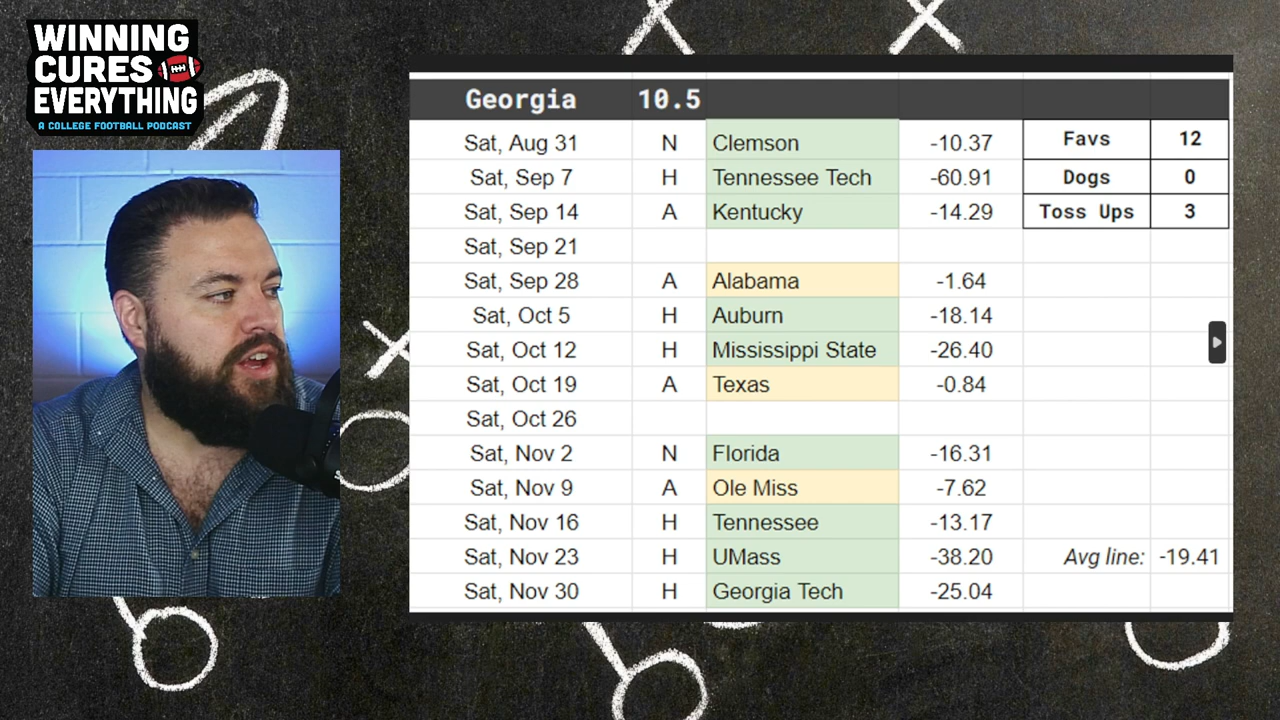 WINNING
CURES
EVERYTHING
A COLLEGE FOOTBALL PODCAST
Georgia 10.5
Sat, Aug 31 N Clemson -10.37 Favs 12
Sat, Sep 7 H Tennessee Tech -60.91 Dogs 0
Sat, Sep 14 A Kentucky -14.29 Toss Ups 3
Sat, Sep 21
Sat, Sep 28 A Alabama -1.64
Sat, Oct 5 H Auburn -18.14
Sat, Oct 12 H Mississippi State -26.40
Sat, Oct 19 A Texas -0.84
Sat, Oct 26
Sat, Nov 2 N Florida -16.31
Sat, Nov 9 A Ole Miss -7.62
Sat, Nov 16 H Tennessee -13.17
Sat, Nov 23 H UMass -38.20 Avg line: -19.41
Sat, Nov 30 H Georgia Tech -25.04